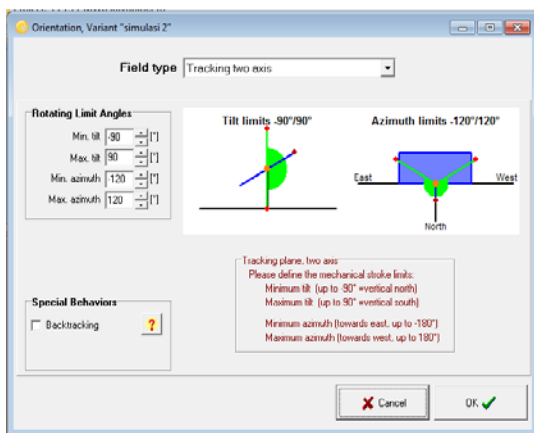 Orientation, Variant "simulasi 2"
Field type Tracking two axis
Rotating Limit Angles
Min. tilt -90 [°]
Max. tilt 90 [°]
Min. azimuth -120 [°]
Max. azimuth 120 [°]
Tilt limits -90°/90°
Azimuth limits -120°/120°
East
West
North
Tracking plane, two axis
Please define the mechanical stroke limits:
Minimum tilt (up to -90° =vertical north)
Maximum tilt (up to 90° =vertical south)
Minimum azimuth (towards east, up to -180°)
Maximum azimuth (towards west, up to 180°)
Special Behaviors
Backtracking ?
Cancel
OK